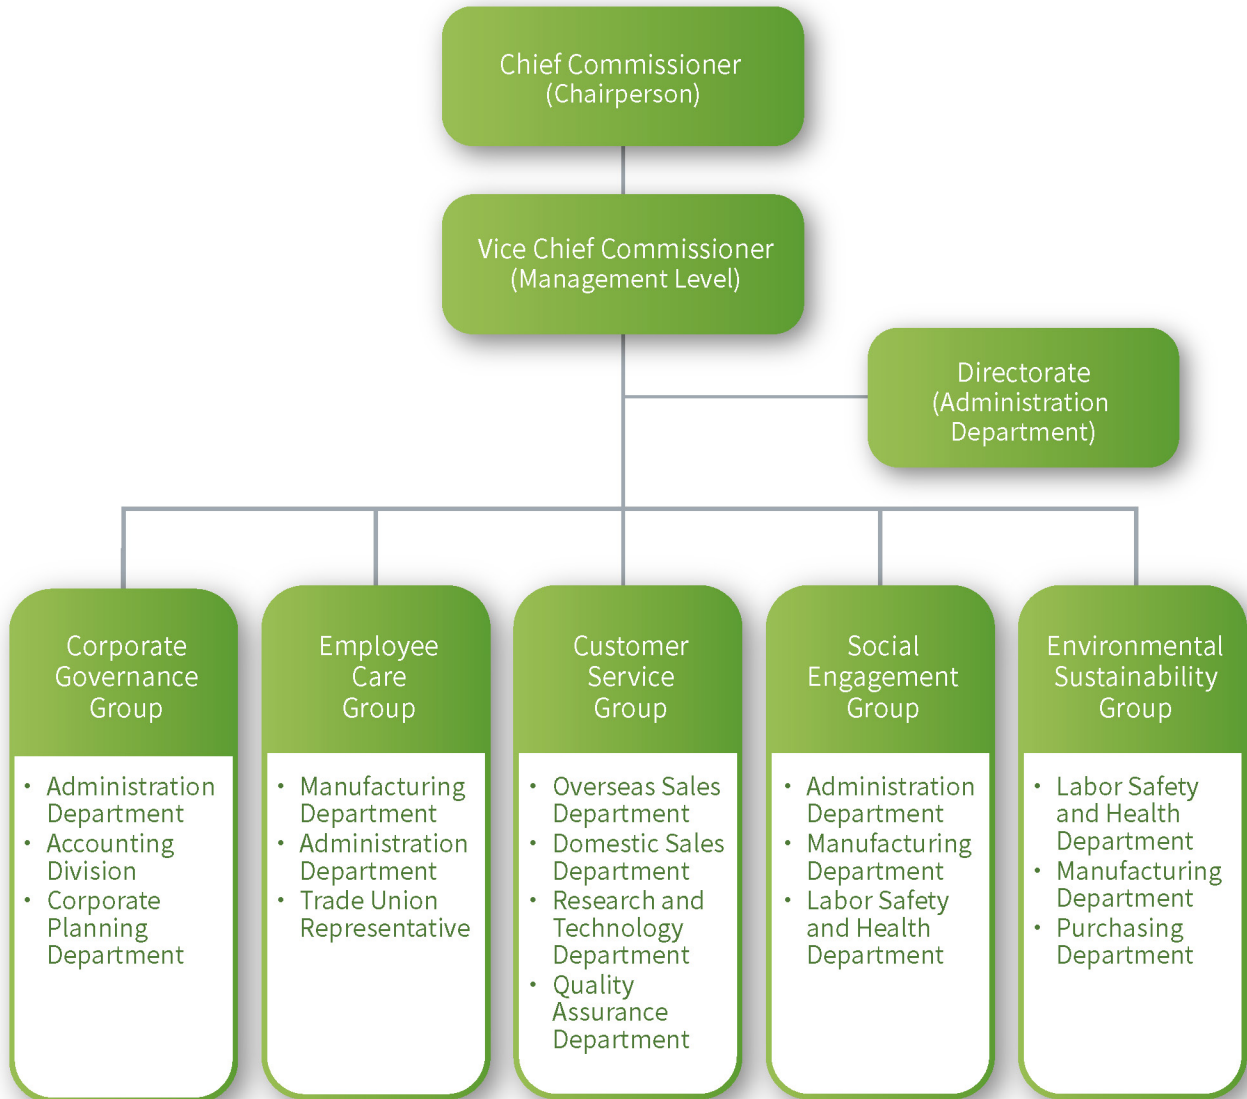 Chief Commissioner
(Chairperson)
Vice Chief Commissioner
(Management Level)
Directorate
(Administration
Department)
Corporate
Governance
Group
• Administration
Department
• Accounting
Division
• Corporate
Planning
Department
Employee
Care
Group
• Manufacturing
Department
• Administration
Department
• Trade Union
Representative
Customer
Service
Group
• Overseas Sales
Department
• Domestic Sales
Department
• Research and
Technology
Department
• Quality
Assurance
Department
Social
Engagement
Group
• Administration
Department
• Manufacturing
Department
• Labor Safety
and Health
Department
Environmental
Sustainability
Group
• Labor Safety
and Health
Department
• Manufacturing
Department
• Purchasing
Department